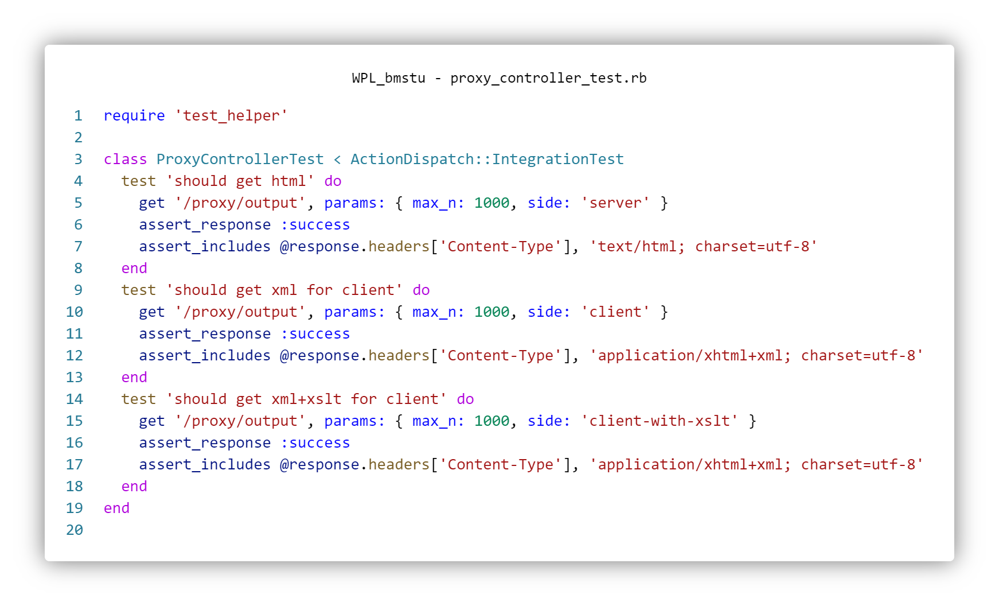 WPL_bmstu - proxy_controller_test.rb
1 require 'test_helper'
2
3 class ProxyControllerTest < ActionDispatch::IntegrationTest
4   test 'should get html' do
5     get '/proxy/output', params: { max_n: 1000, side: 'server' }
6     assert_response :success
7     assert_includes @response.headers['Content-Type'], 'text/html; charset=utf-8'
8   end
9   test 'should get xml for client' do
10     get '/proxy/output', params: { max_n: 1000, side: 'client' }
11     assert_response :success
12     assert_includes @response.headers['Content-Type'], 'application/xhtml+xml; charset=utf-8'
13   end
14   test 'should get xml+xslt for client' do
15     get '/proxy/output', params: { max_n: 1000, side: 'client-with-xslt' }
16     assert_response :success
17     assert_includes @response.headers['Content-Type'], 'application/xhtml+xml; charset=utf-8'
18   end
19 end
20